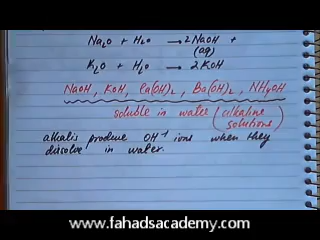 Na₂O + H₂O → 2NaOH +
(aq)
K₂O + H₂O → 2KOH
NaOH, KOH, Ca(OH)₂, Ba(OH)₂, NH₄OH
soluble in water (alkaline
solutions)
alkalis produce OH⁻¹ ions when they
dissolve in water.
www.fahadsacademy.com